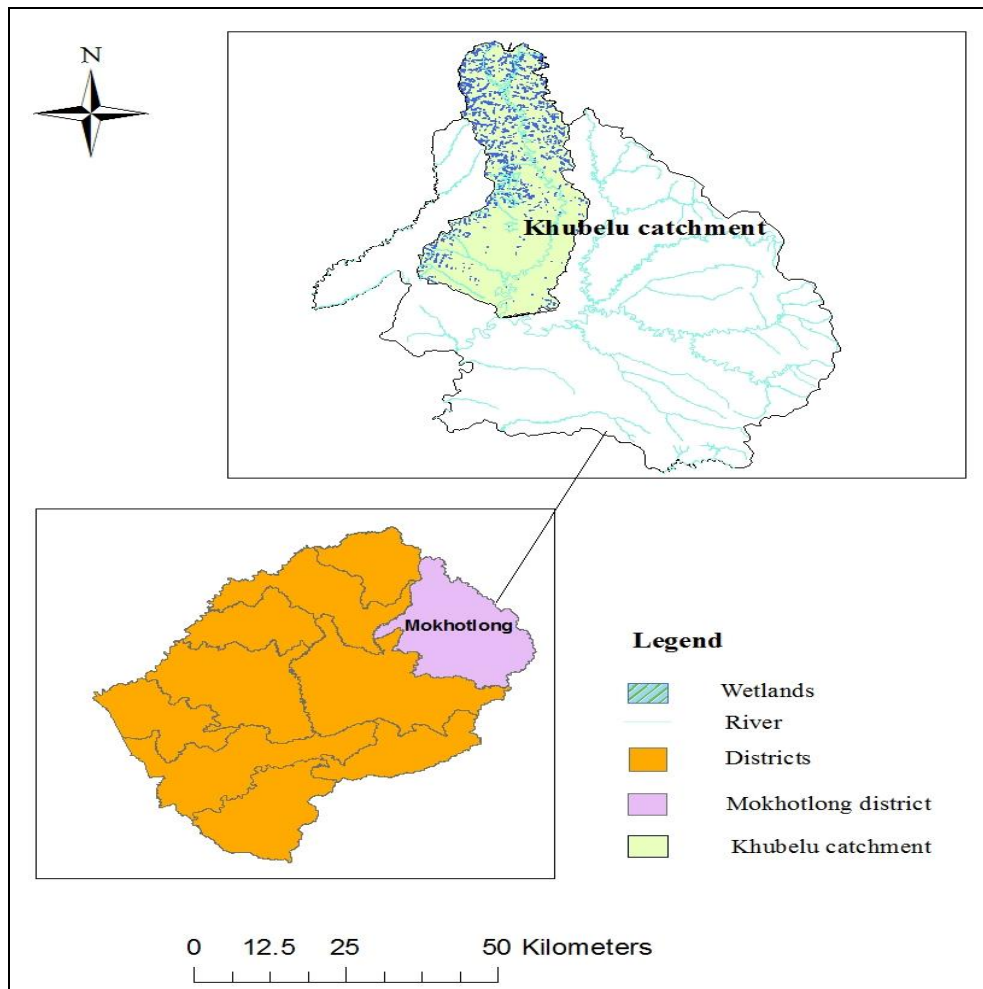 N
Khubelu catchment
Mokhotlong
Legend
Wetlands
River
Districts
Mokhotlong district
Khubelu catchment
0 12.5 25 50 Kilometers